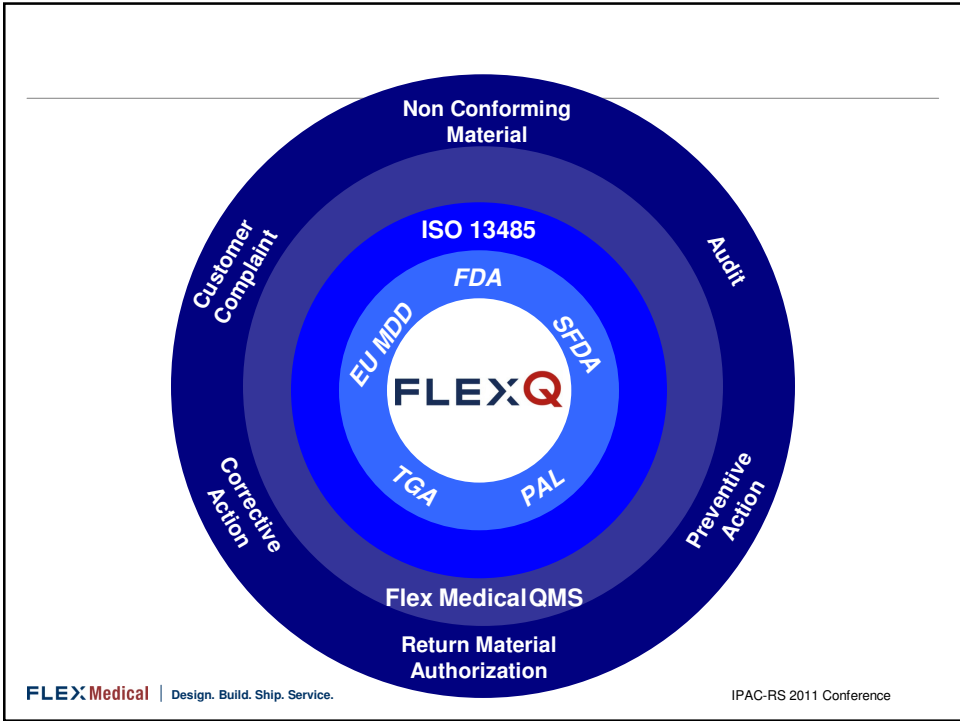 Non Conforming
Material
Customer
Complaint
Audit
ISO 13485
FDA
EU MDD
SFDA
FLEXQ
TGA
PAL
Corrective
Action
Preventive
Action
Flex Medical QMS
Return Material
Authorization
FLEX Medical | Design. Build. Ship. Service.
IPAC-RS 2011 Conference